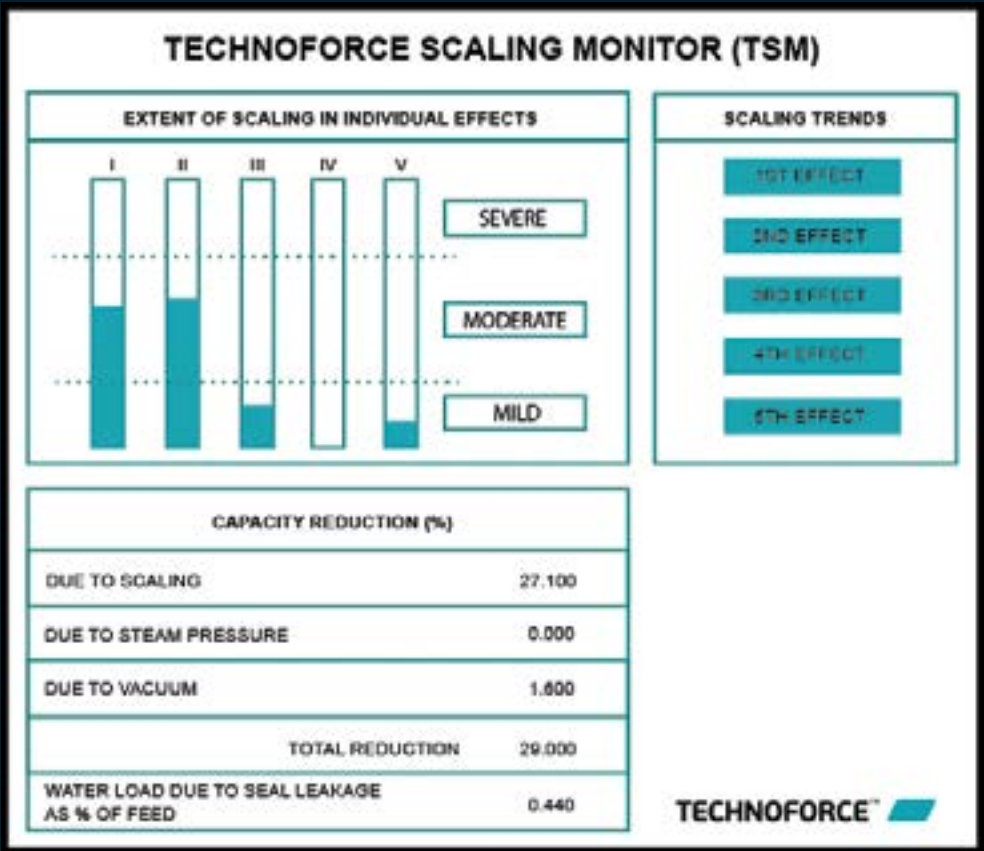 TECHNOFORCE SCALING MONITOR (TSM)
EXTENT OF SCALING IN INDIVIDUAL EFFECTS
I II III IV V
SEVERE
MODERATE
MILD
SCALING TRENDS
1ST EFFECT
2ND EFFECT
3RD EFFECT
4TH EFFECT
5TH EFFECT
CAPACITY REDUCTION (%)
DUE TO SCALING 27.100
DUE TO STEAM PRESSURE 0.000
DUE TO VACUUM 1.600
TOTAL REDUCTION 29.000
WATER LOAD DUE TO SEAL LEAKAGE
AS % OF FEED 0.440
TECHNOFORCE™